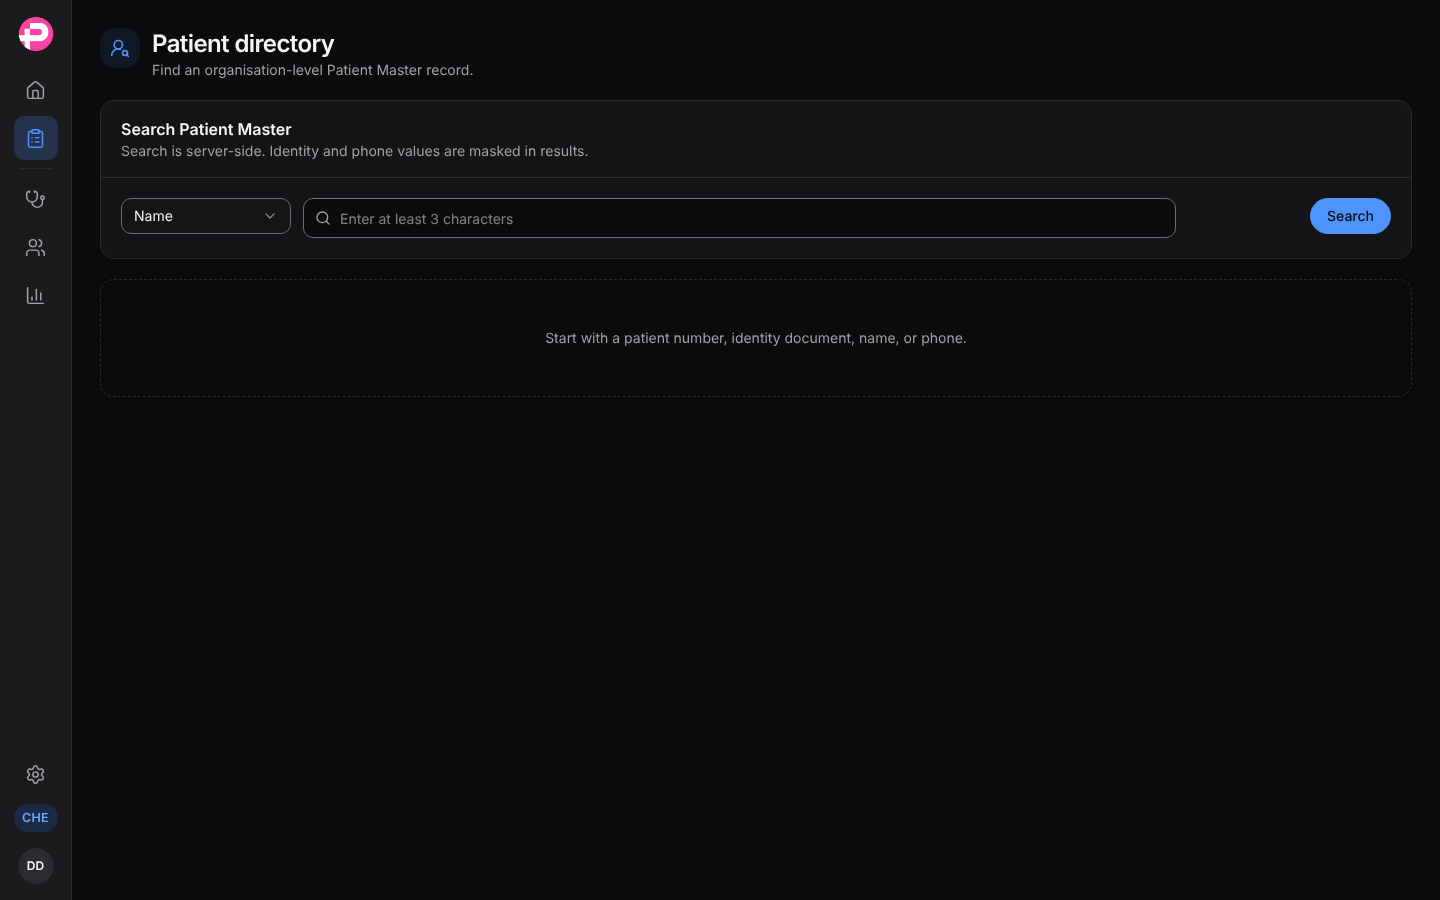 Patient directory
Find an organisation-level Patient Master record.
Search Patient Master
Search is server-side. Identity and phone values are masked in results.
Name
Enter at least 3 characters
Search
Start with a patient number, identity document, name, or phone.
CHE
DD